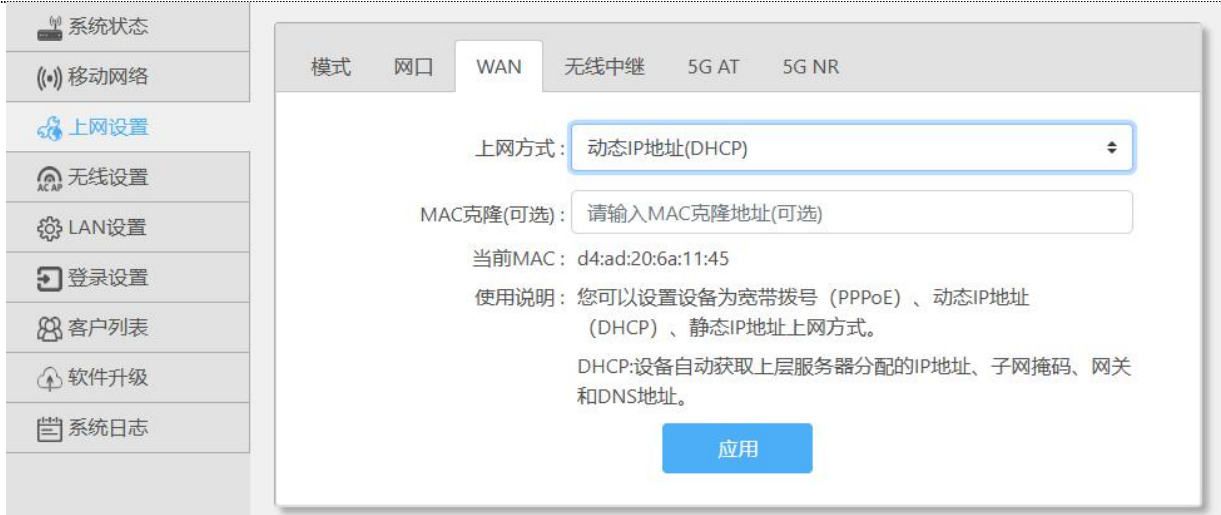 系统状态
移动网络
上网设置
AC AP 无线设置
LAN设置
登录设置
客户列表
软件升级
系统日志
模式 网口 WAN 无线中继 5G AT 5G NR
上网方式： 动态IP地址(DHCP)
MAC克隆(可选)： 请输入MAC克隆地址(可选)
当前MAC： d4:ad:20:6a:11:45
使用说明： 您可以设置设备为宽带拨号（PPPoE）、动态IP地址
（DHCP）、静态IP地址上网方式。
DHCP:设备自动获取上层服务器分配的IP地址、子网掩码、网关
和DNS地址。
应用